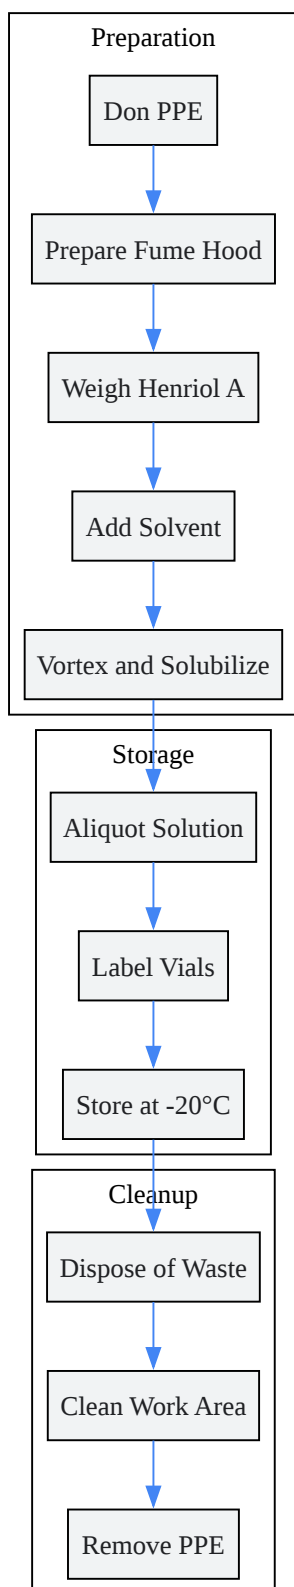 Preparation
Don PPE
Prepare Fume Hood
Weigh Henriol A
Add Solvent
Vortex and Solubilize
Storage
Aliquot Solution
Label Vials
Store at -20°C
Cleanup
Dispose of Waste
Clean Work Area
Remove PPE